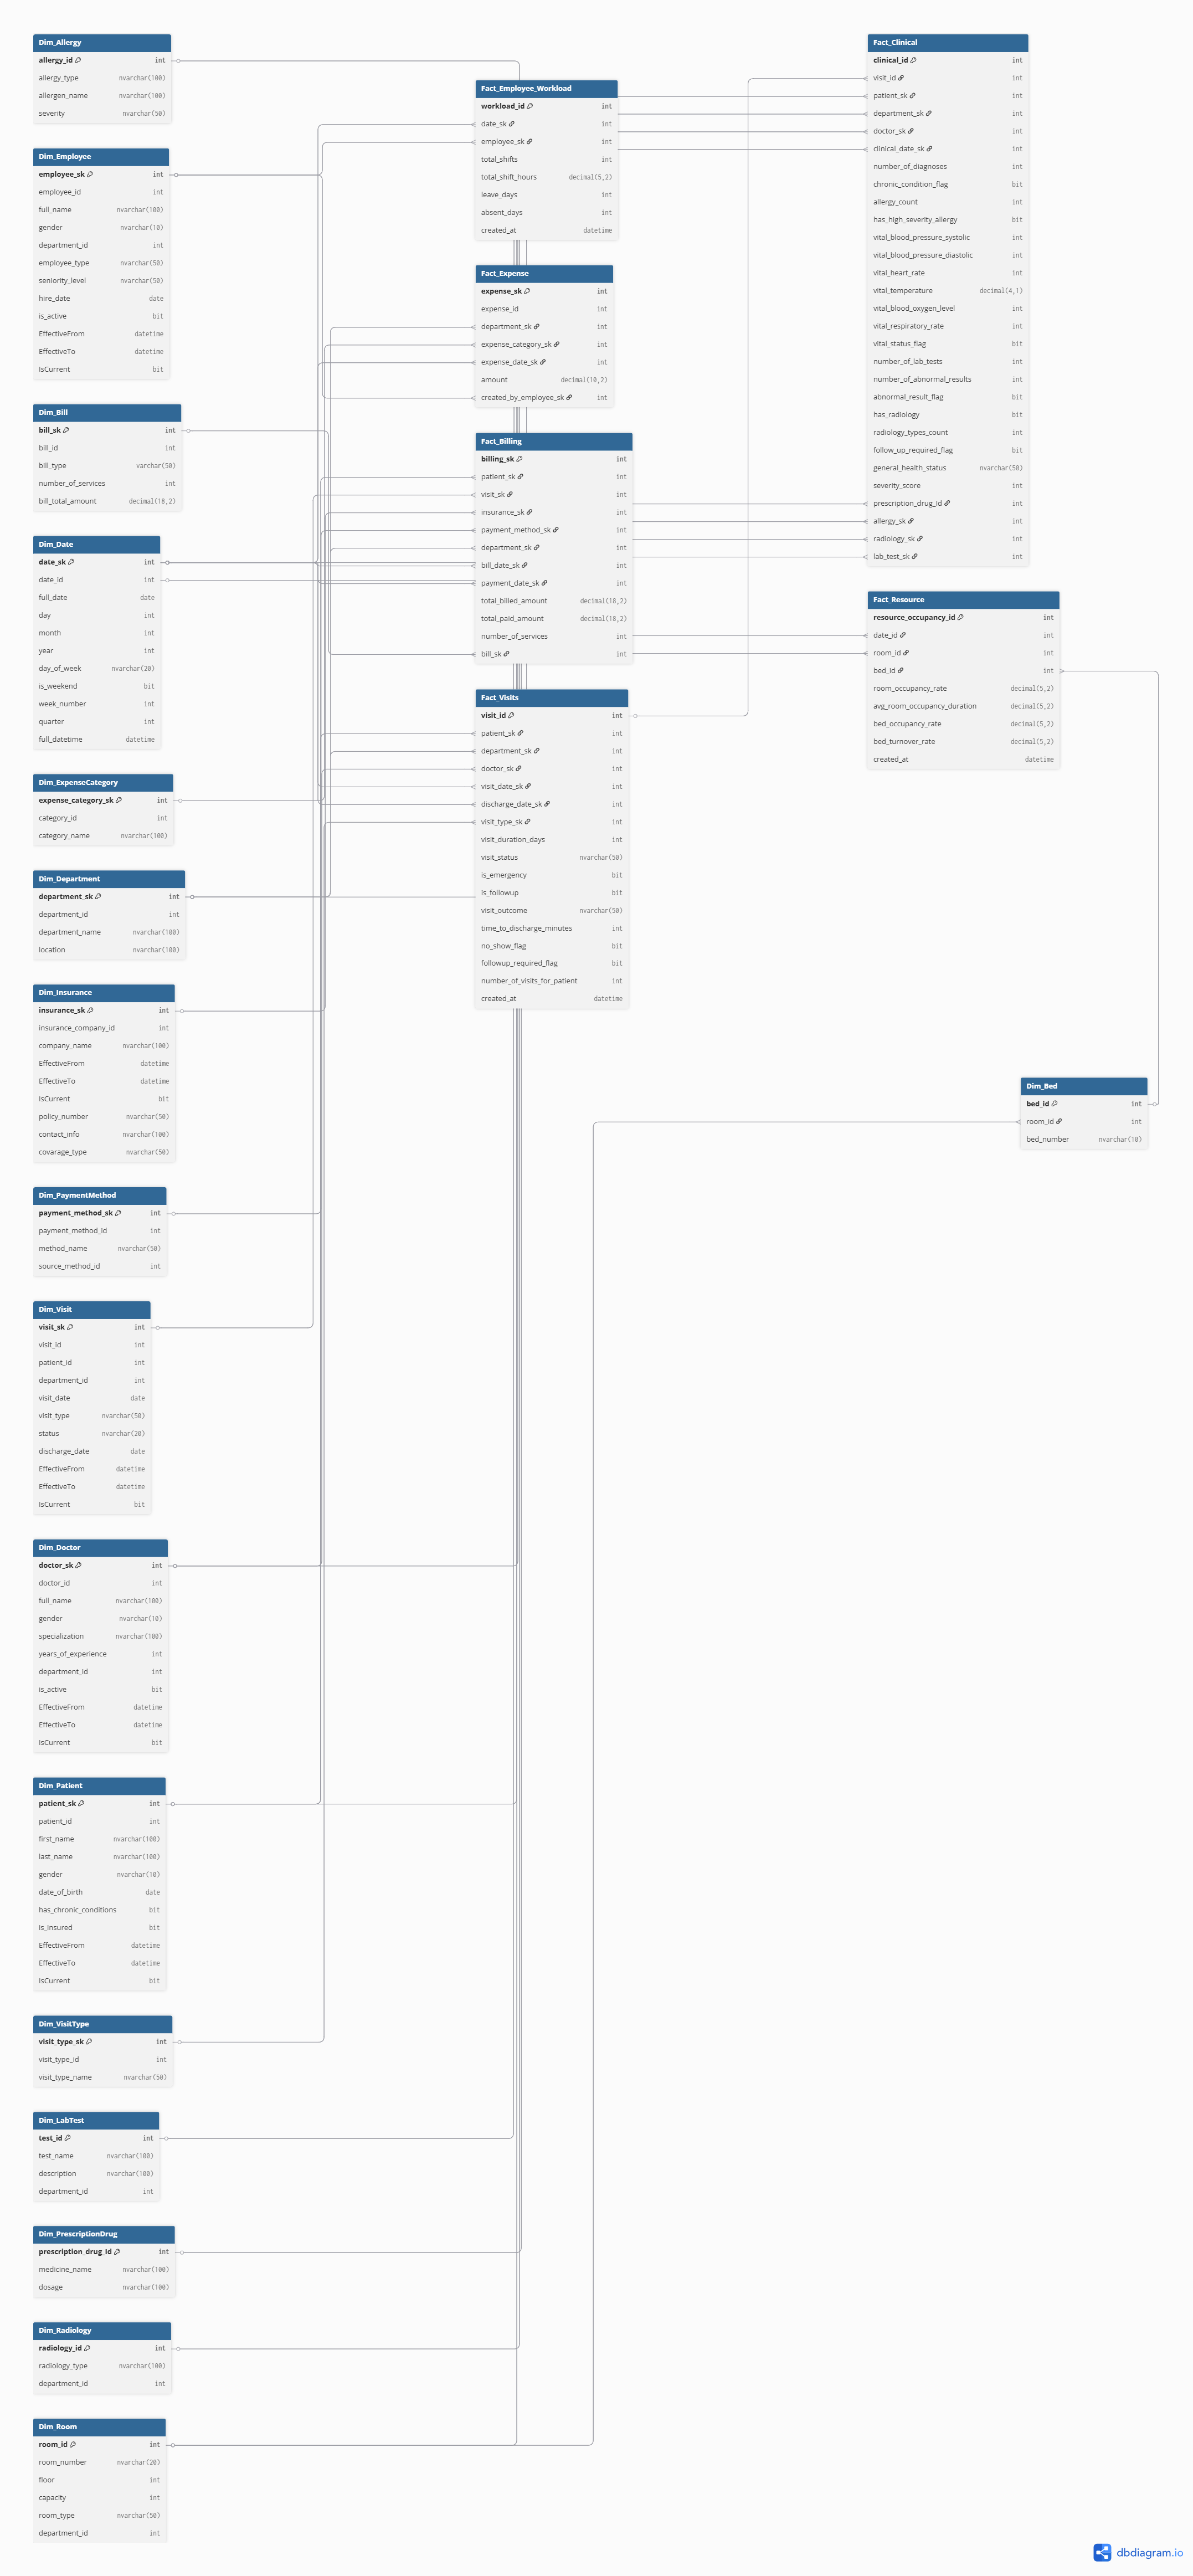 Dim_Allergy
allergy_id int
allergy_type nvarchar(100)
allergen_name nvarchar(100)
severity nvarchar(50)
Dim_Employee
employee_sk int
employee_id int
full_name nvarchar(100)
gender nvarchar(10)
department_id int
employee_type nvarchar(50)
seniority_level nvarchar(50)
hire_date date
is_active bit
EffectiveFrom datetime
EffectiveTo datetime
IsCurrent bit
Dim_Bill
bill_sk int
bill_id int
bill_type varchar(50)
number_of_services int
bill_total_amount decimal(18,2)
Dim_Date
date_sk int
date_id int
full_date date
day int
month int
year int
day_of_week nvarchar(20)
is_weekend bit
week_number int
quarter int
full_datetime datetime
Dim_ExpenseCategory
expense_category_sk int
category_id int
category_name nvarchar(100)
Dim_Department
department_sk int
department_id int
department_name nvarchar(100)
location nvarchar(100)
Dim_Insurance
insurance_sk int
insurance_company_id int
company_name nvarchar(100)
EffectiveFrom datetime
EffectiveTo datetime
IsCurrent bit
policy_number nvarchar(50)
contact_info nvarchar(100)
covarage_type nvarchar(50)
Dim_PaymentMethod
payment_method_sk int
payment_method_id int
method_name nvarchar(50)
source_method_id int
Dim_Visit
visit_sk int
visit_id int
patient_id int
department_id int
visit_date date
visit_type nvarchar(50)
status nvarchar(20)
discharge_date date
EffectiveFrom datetime
EffectiveTo datetime
IsCurrent bit
Dim_Doctor
doctor_sk int
doctor_id int
full_name nvarchar(100)
gender nvarchar(10)
specialization nvarchar(100)
years_of_experience int
department_id int
is_active bit
EffectiveFrom datetime
EffectiveTo datetime
IsCurrent bit
Dim_Patient
patient_sk int
patient_id int
first_name nvarchar(100)
last_name nvarchar(100)
gender nvarchar(10)
date_of_birth date
has_chronic_conditions bit
is_insured bit
EffectiveFrom datetime
EffectiveTo datetime
IsCurrent bit
Dim_VisitType
visit_type_sk int
visit_type_id int
visit_type_name nvarchar(50)
Dim_LabTest
test_id int
test_name nvarchar(100)
description nvarchar(100)
department_id int
Dim_PrescriptionDrug
prescription_drug_Id int
medicine_name nvarchar(100)
dosage nvarchar(100)
Dim_Radiology
radiology_id int
radiology_type nvarchar(100)
department_id int
Dim_Room
room_id int
room_number nvarchar(20)
floor int
capacity int
room_type nvarchar(50)
department_id int
Fact_Employee_Workload
workload_id int
date_sk int
employee_sk int
total_shifts int
total_shift_hours decimal(5,2)
leave_days int
absent_days int
created_at datetime
Fact_Expense
expense_sk int
expense_id int
department_sk int
expense_category_sk int
expense_date_sk int
amount decimal(10,2)
created_by_employee_sk int
Fact_Billing
billing_sk int
patient_sk int
visit_sk int
insurance_sk int
payment_method_sk int
department_sk int
bill_date_sk int
payment_date_sk int
total_billed_amount decimal(18,2)
total_paid_amount decimal(18,2)
number_of_services int
bill_sk int
Fact_Visits
visit_id int
patient_sk int
department_sk int
doctor_sk int
visit_date_sk int
discharge_date_sk int
visit_type_sk int
visit_duration_days int
visit_status nvarchar(50)
is_emergency bit
is_followup bit
visit_outcome nvarchar(50)
time_to_discharge_minutes int
no_show_flag bit
followup_required_flag bit
number_of_visits_for_patient int
created_at datetime
Fact_Clinical
clinical_id int
visit_id int
patient_sk int
department_sk int
doctor_sk int
clinical_date_sk int
number_of_diagnoses int
chronic_condition_flag bit
allergy_count int
has_high_severity_allergy bit
vital_blood_pressure_systolic int
vital_blood_pressure_diastolic int
vital_heart_rate int
vital_temperature decimal(4,1)
vital_blood_oxygen_level int
vital_respiratory_rate int
vital_status_flag bit
number_of_lab_tests int
number_of_abnormal_results int
abnormal_result_flag bit
has_radiology bit
radiology_types_count int
follow_up_required_flag bit
general_health_status nvarchar(50)
severity_score int
prescription_drug_Id int
allergy_sk int
radiology_sk int
lab_test_sk int
Fact_Resource
resource_occupancy_id int
date_id int
room_id int
bed_id int
room_occupancy_rate decimal(5,2)
avg_room_occupancy_duration decimal(5,2)
bed_occupancy_rate decimal(5,2)
bed_turnover_rate decimal(5,2)
created_at datetime
Dim_Bed
bed_id int
room_id int
bed_number nvarchar(10)
dbdiagram.io